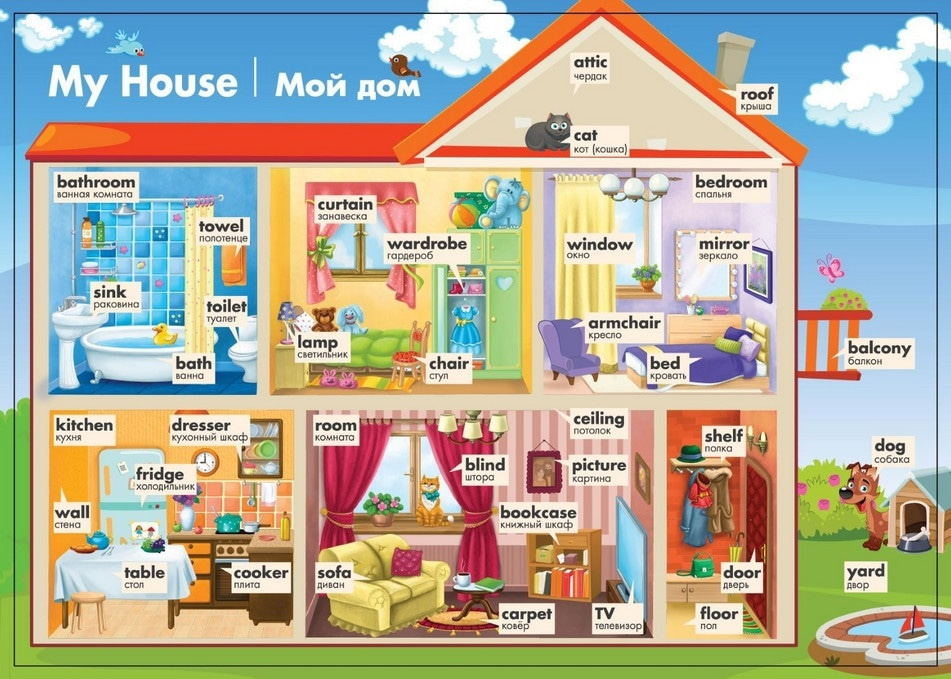 My House | Мой дом
attic
чердак
roof
крыша
cat
кот (кошка)
bathroom
ванная комната
towel
полотенце
sink
раковина
toilet
туалет
bath
ванна
curtain
занавеска
wardrobe
гардероб
lamp
светильник
chair
стул
bedroom
спальня
window
окно
mirror
зеркало
armchair
кресло
bed
кровать
balcony
балкон
kitchen
кухня
dresser
кухонный шкаф
fridge
холодильник
wall
стена
table
стол
cooker
плита
room
комната
ceiling
потолок
blind
штора
picture
картина
bookcase
книжный шкаф
sofa
диван
carpet
ковёр
TV
телевизор
shelf
полка
door
дверь
floor
пол
dog
собака
yard
двор